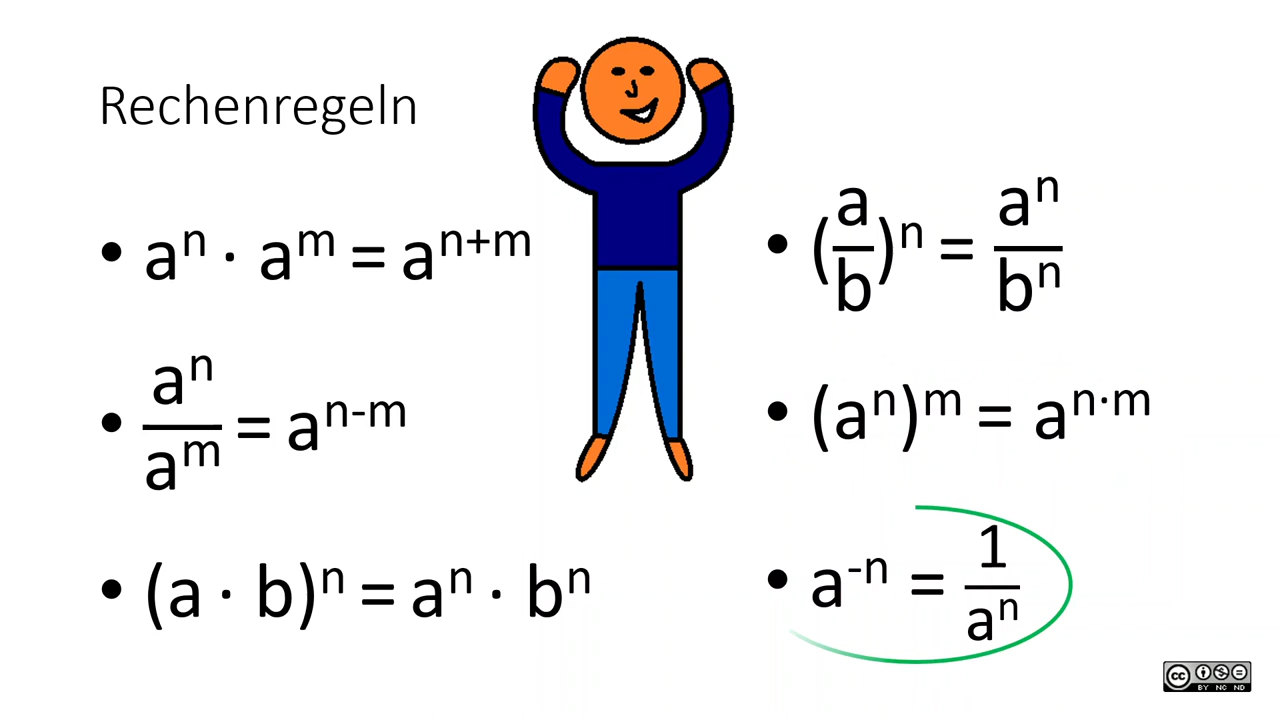 Rechenregeln
• aⁿ · aᵐ = aⁿ⁺ᵐ
• aⁿ/aᵐ = aⁿ⁻ᵐ
• (a · b)ⁿ = aⁿ · bⁿ
• (a/b)ⁿ = aⁿ/bⁿ
• (aⁿ)ᵐ = aⁿ·ᵐ
• a⁻ⁿ = 1/aⁿ
cc
BY NC ND